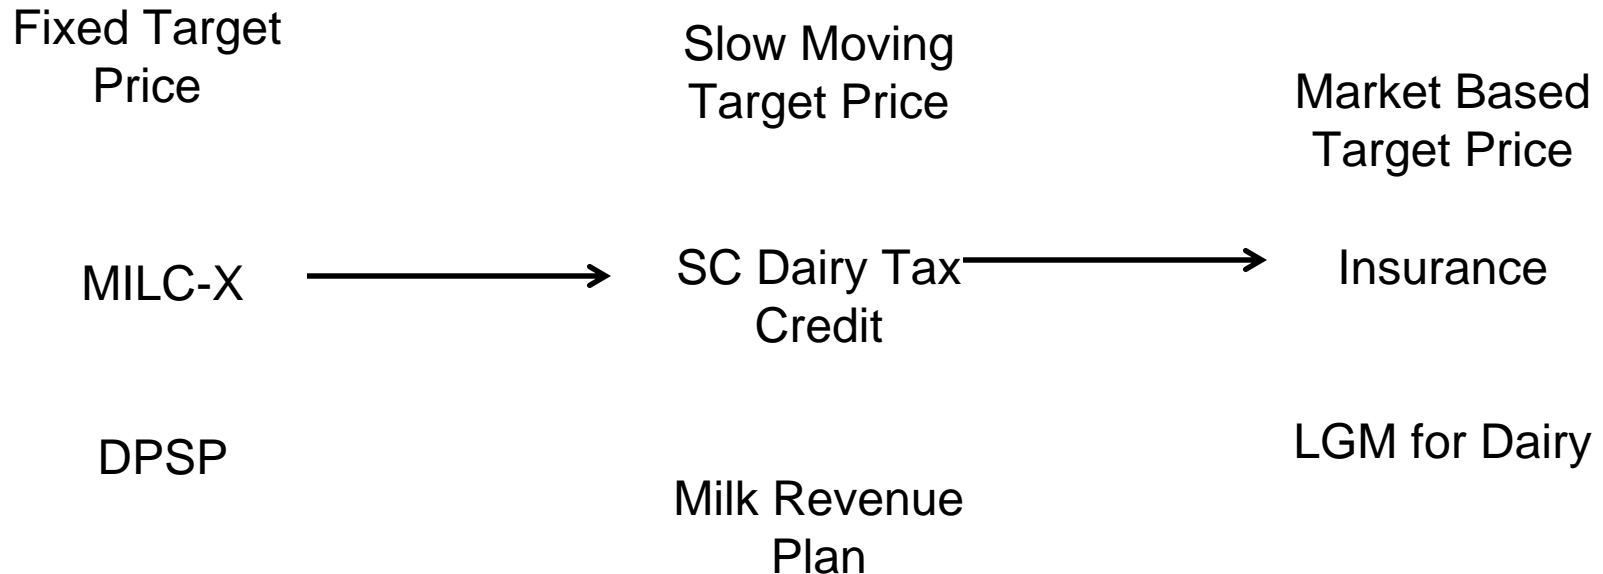 Fixed Target
Price
Slow Moving
Target Price
Market Based
Target Price
MILC-X
SC Dairy Tax
Credit
Insurance
DPSP
Milk Revenue
Plan
LGM for Dairy